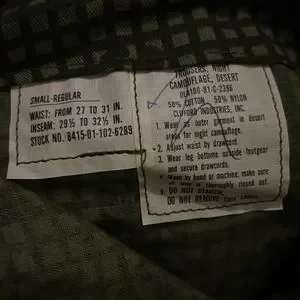 SMALL-REGULAR
WAIST: FROM 27 TO 31 IN.
INSEAM: 29½ TO 32½ IN.
STOCK NO. 8415-01-102-6289
TROUSERS, NIGHT
CAMOUFLAGE, DESERT
DLA100-81-C-2396
50% COTTON, 50% NYLON
CLIFORD INDUSTRIES, INC.
1. Wear as outer garment in desert
areas for night camouflage.
2. Adjust waist by drawcord.
3. Wear leg bottoms outside footgear
and secure drawcords.
4. Wash by hand or machine; make sure
all soap is thoroughly rinsed out.
5. DO NOT STARCH.
DO NOT REMOVE THIS LABEL